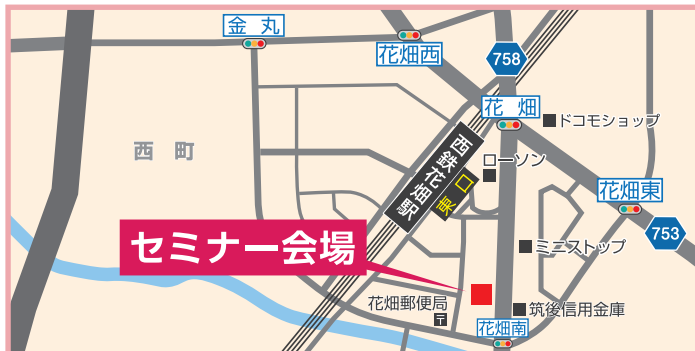 金丸
花畑西
758
花畑
ドコモショップ
西町
西鉄花畑駅
東口
ローソン
花畑東
753
セミナー会場
ミニストップ
花畑郵便局
〒
筑後信用金庫
花畑南